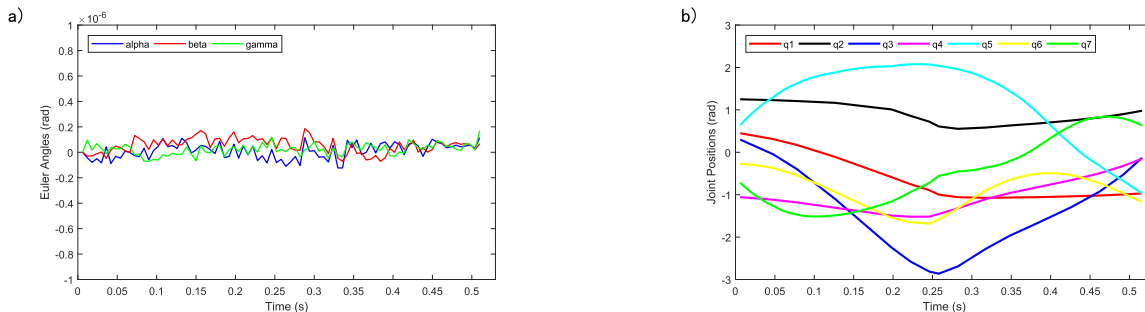 a)
×10^-6
alpha beta gamma
1
0.8
0.6
0.4
0.2
0
-0.2
-0.4
-0.6
-0.8
-1
Euler Angles (rad)
0 0.05 0.1 0.15 0.2 0.25 0.3 0.35 0.4 0.45 0.5
Time (s)
b)
q1 q2 q3 q4 q5 q6 q7
3
2
1
0
-1
-2
-3
Joint Positions (rad)
0 0.05 0.1 0.15 0.2 0.25 0.3 0.35 0.4 0.45 0.5
Time (s)